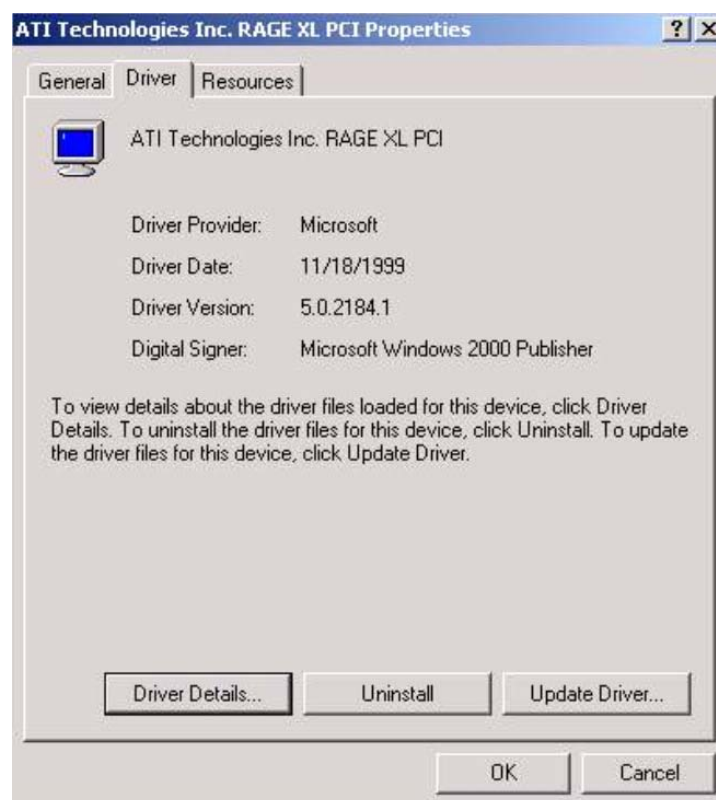 ATI Technologies Inc. RAGE XL PCI Properties ? X
General Driver Resources
ATI Technologies Inc. RAGE XL PCI
Driver Provider: Microsoft
Driver Date: 11/18/1999
Driver Version: 5.0.2184.1
Digital Signer: Microsoft Windows 2000 Publisher
To view details about the driver files loaded for this device, click Driver
Details. To uninstall the driver files for this device, click Uninstall. To update
the driver files for this device, click Update Driver.
Driver Details... Uninstall Update Driver...
OK Cancel